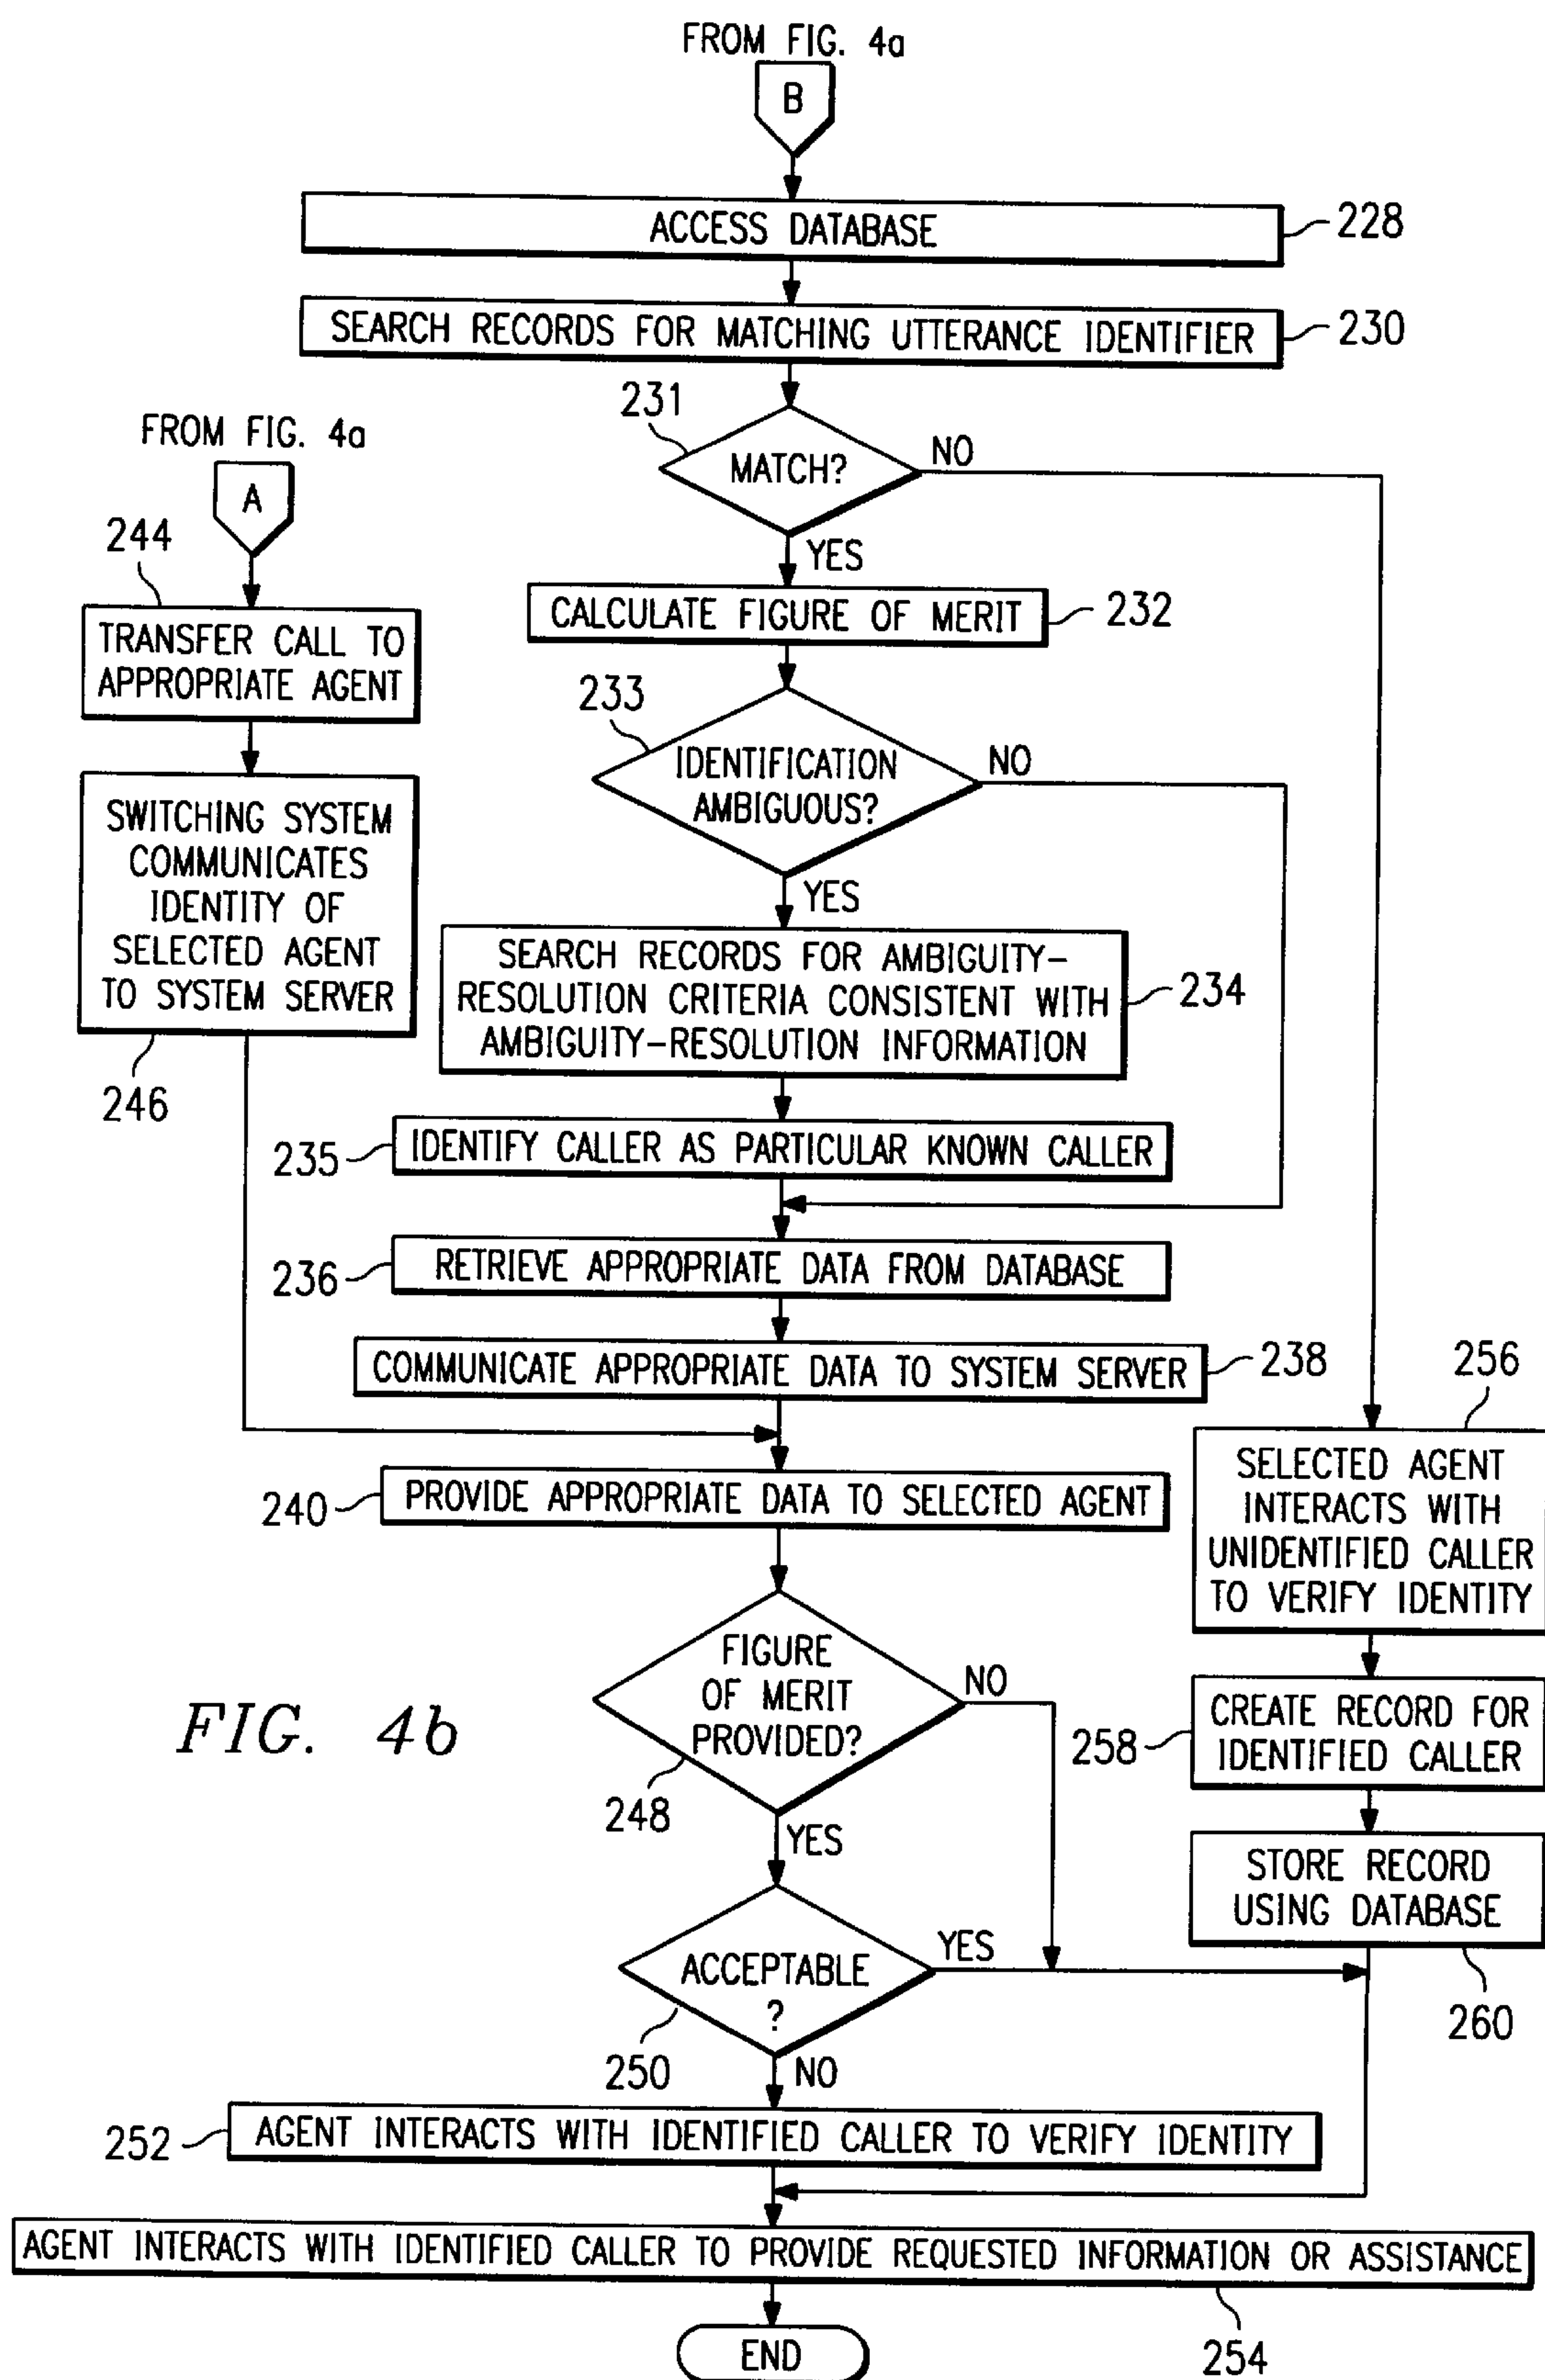 FROM FIG. 4a
B
ACCESS DATABASE
228
SEARCH RECORDS FOR MATCHING UTTERANCE IDENTIFIER
230
231
MATCH?
NO
YES
FROM FIG. 4a
A
244
TRANSFER CALL TO
APPROPRIATE AGENT
CALCULATE FIGURE OF MERIT
232
233
IDENTIFICATION
AMBIGUOUS?
NO
YES
SWITCHING SYSTEM
COMMUNICATES
IDENTITY OF
SELECTED AGENT
TO SYSTEM SERVER
246
SEARCH RECORDS FOR AMBIGUITY-
RESOLUTION CRITERIA CONSISTENT WITH
AMBIGUITY-RESOLUTION INFORMATION
234
235
IDENTIFY CALLER AS PARTICULAR KNOWN CALLER
236
RETRIEVE APPROPRIATE DATA FROM DATABASE
COMMUNICATE APPROPRIATE DATA TO SYSTEM SERVER
238
240
PROVIDE APPROPRIATE DATA TO SELECTED AGENT
256
SELECTED AGENT
INTERACTS WITH
UNIDENTIFIED CALLER
TO VERIFY IDENTITY
FIGURE
OF MERIT
PROVIDED?
NO
248
YES
258
CREATE RECORD FOR
IDENTIFIED CALLER
STORE RECORD
USING DATABASE
260
ACCEPTABLE
?
YES
250
NO
FIG. 4b
252
AGENT INTERACTS WITH IDENTIFIED CALLER TO VERIFY IDENTITY
AGENT INTERACTS WITH IDENTIFIED CALLER TO PROVIDE REQUESTED INFORMATION OR ASSISTANCE
254
END